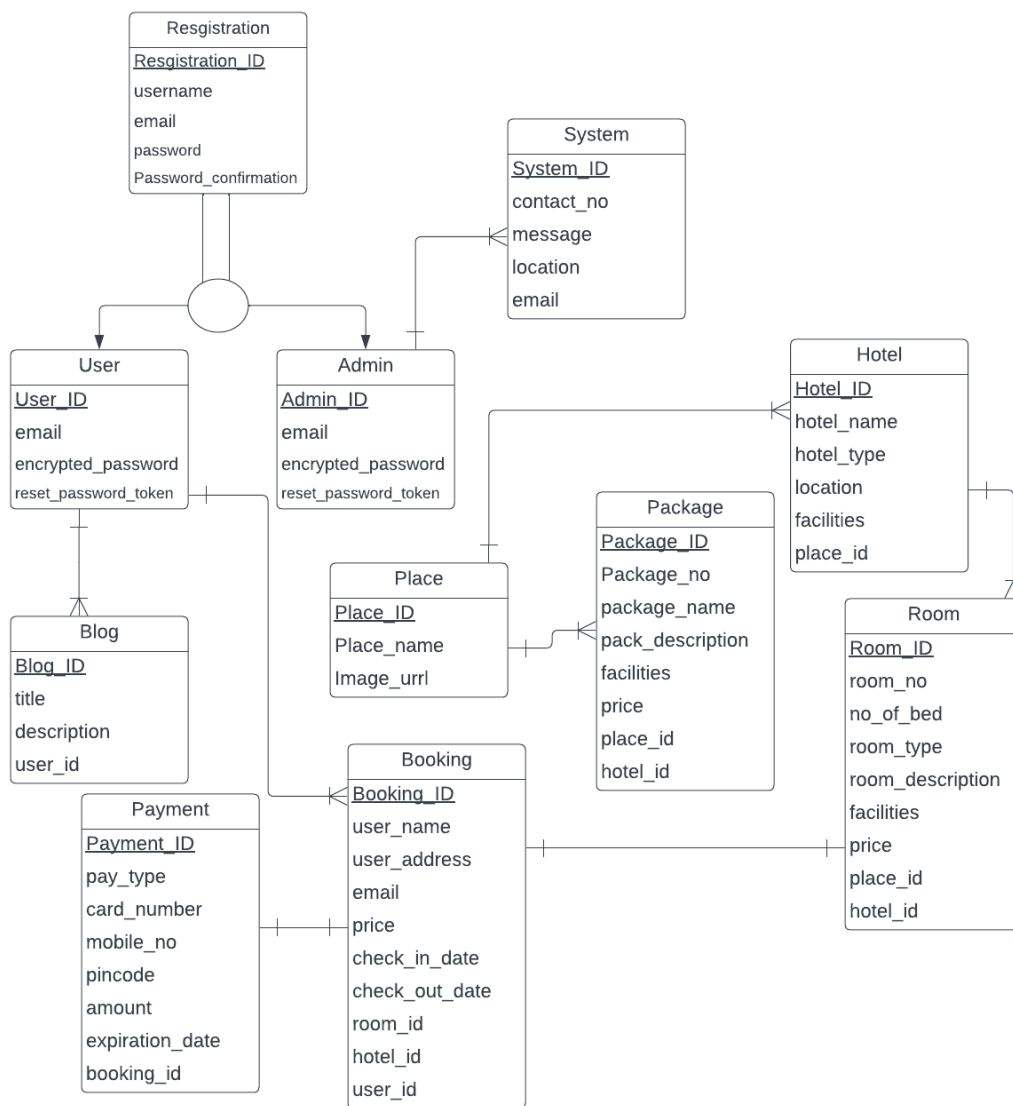 Resgistration
Resgistration_ID
username
email
password
Password_confirmation
System
System_ID
contact_no
message
location
email
User
User_ID
email
encrypted_password
reset_password_token
Admin
Admin_ID
email
encrypted_password
reset_password_token
Hotel
Hotel_ID
hotel_name
hotel_type
location
facilities
place_id
Package
Package_ID
Package_no
package_name
pack_description
facilities
price
place_id
hotel_id
Place
Place_ID
Place_name
Image_urrl
Room
Room_ID
room_no
no_of_bed
room_type
room_description
facilities
price
place_id
hotel_id
Blog
Blog_ID
title
description
user_id
Booking
Booking_ID
user_name
user_address
email
price
check_in_date
check_out_date
room_id
hotel_id
user_id
Payment
Payment_ID
pay_type
card_number
mobile_no
pincode
amount
expiration_date
booking_id